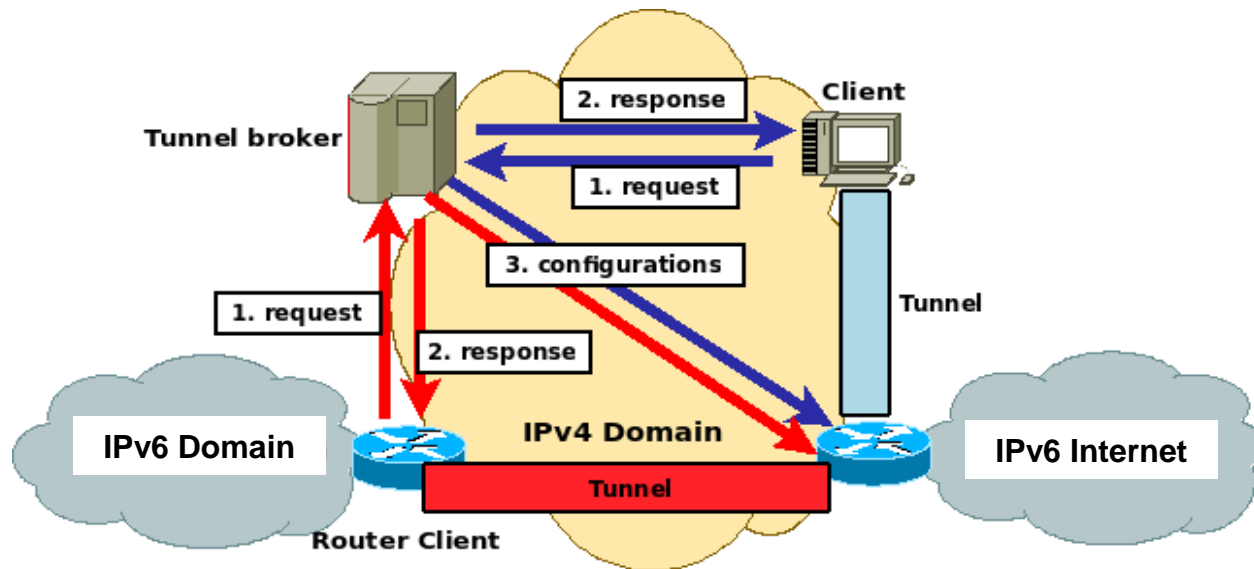 2. response
Client
Tunnel broker
1. request
3. configurations
Tunnel
1. request
2. response
IPv6 Domain
IPv4 Domain
IPv6 Internet
Tunnel
Router Client